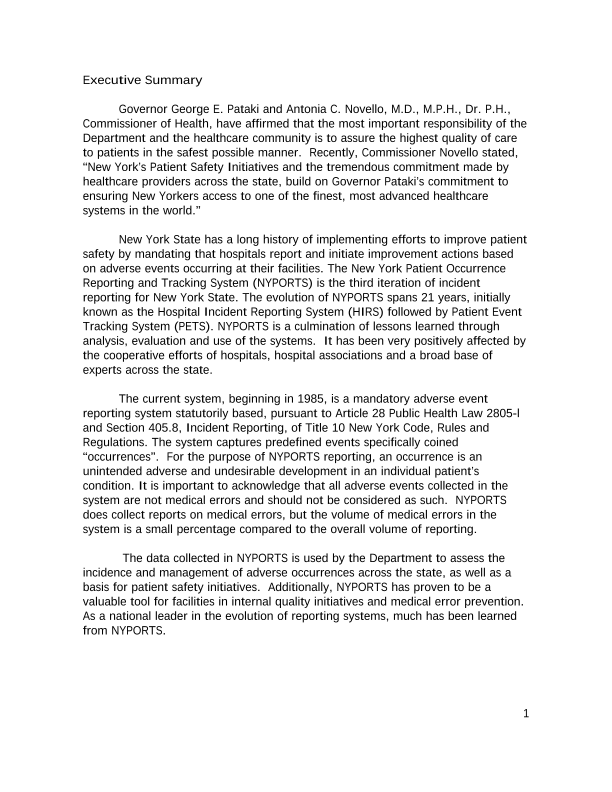 Executive Summary
Governor George E. Pataki and Antonia C. Novello, M.D., M.P.H., Dr. P.H.,
Commissioner of Health, have affirmed that the most important responsibility of the
Department and the healthcare community is to assure the highest quality of care
to patients in the safest possible manner.  Recently, Commissioner Novello stated,
“New York’s Patient Safety Initiatives and the tremendous commitment made by
healthcare providers across the state, build on Governor Pataki’s commitment to
ensuring New Yorkers access to one of the finest, most advanced healthcare
systems in the world.”
New York State has a long history of implementing efforts to improve patient
safety by mandating that hospitals report and initiate improvement actions based
on adverse events occurring at their facilities. The New York Patient Occurrence
Reporting and Tracking System (NYPORTS) is the third iteration of incident
reporting for New York State. The evolution of NYPORTS spans 21 years, initially
known as the Hospital Incident Reporting System (HIRS) followed by Patient Event
Tracking System (PETS). NYPORTS is a culmination of lessons learned through
analysis, evaluation and use of the systems.  It has been very positively affected by
the cooperative efforts of hospitals, hospital associations and a broad base of
experts across the state.
The current system, beginning in 1985, is a mandatory adverse event
reporting system statutorily based, pursuant to Article 28 Public Health Law 2805-l
and Section 405.8, Incident Reporting, of Title 10 New York Code, Rules and
Regulations. The system captures predefined events specifically coined
“occurrences”.  For the purpose of NYPORTS reporting, an occurrence is an
unintended adverse and undesirable development in an individual patient’s
condition. It is important to acknowledge that all adverse events collected in the
system are not medical errors and should not be considered as such.  NYPORTS
does collect reports on medical errors, but the volume of medical errors in the
system is a small percentage compared to the overall volume of reporting.
The data collected in NYPORTS is used by the Department to assess the
incidence and management of adverse occurrences across the state, as well as a
basis for patient safety initiatives.  Additionally, NYPORTS has proven to be a
valuable tool for facilities in internal quality initiatives and medical error prevention.
As a national leader in the evolution of reporting systems, much has been learned
from NYPORTS.
1